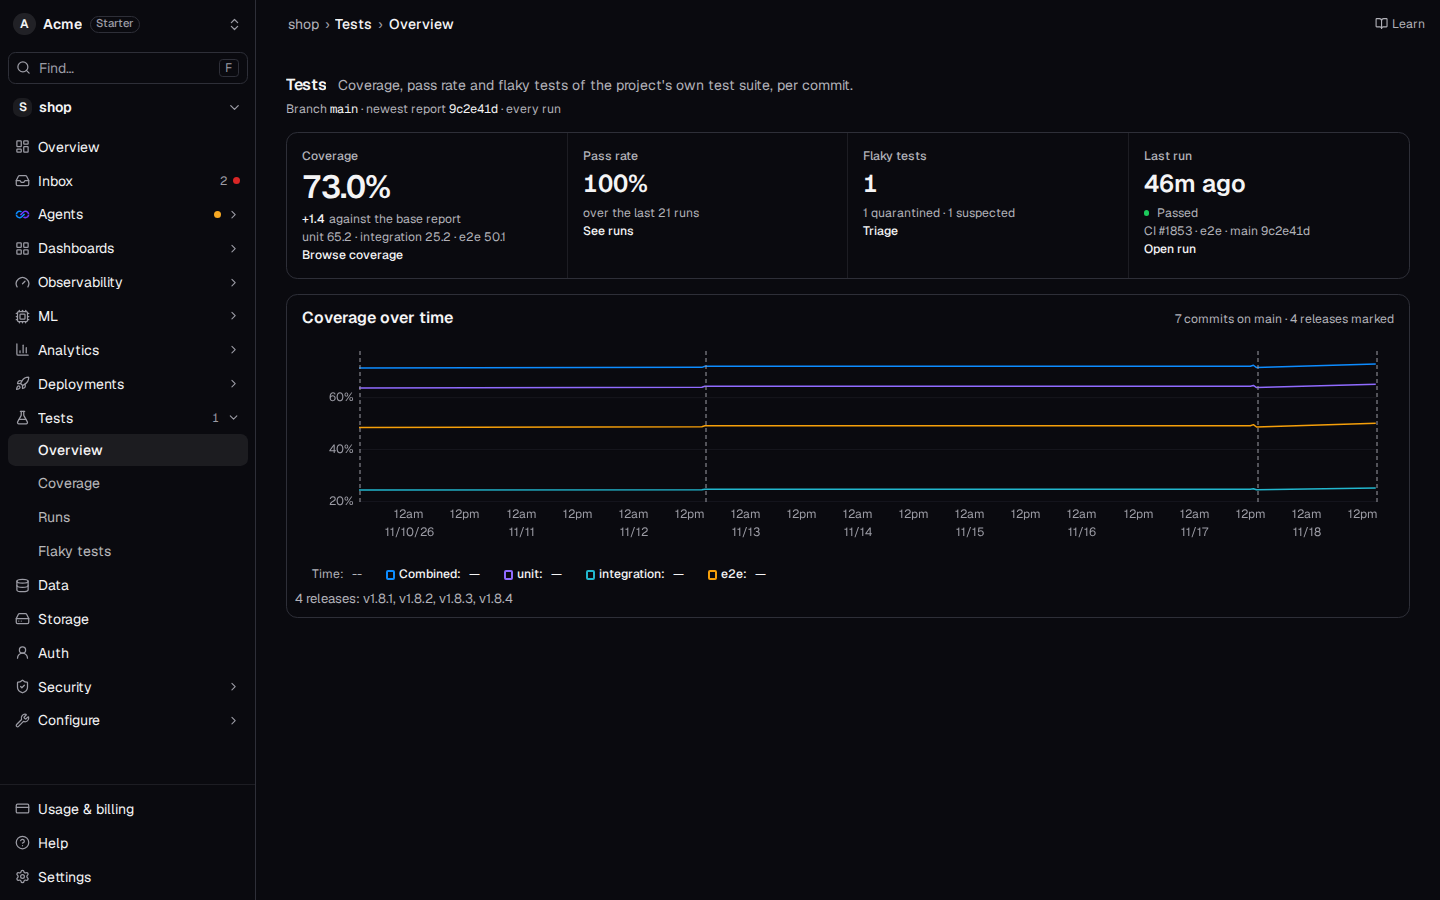 A Acme Starter
Find... F
S shop
Overview
Inbox 2
Agents
Dashboards
Observability
ML
Analytics
Deployments
Tests 1
Overview
Coverage
Runs
Flaky tests
Data
Storage
Auth
Security
Configure
Usage & billing
Help
Settings
shop › Tests › Overview
Learn
Tests Coverage, pass rate and flaky tests of the project's own test suite, per commit.
Branch main · newest report 9c2e41d · every run
Coverage
73.0%
+1.4 against the base report
unit 65.2 · integration 25.2 · e2e 50.1
Browse coverage
Pass rate
100%
over the last 21 runs
See runs
Flaky tests
1
1 quarantined · 1 suspected
Triage
Last run
46m ago
Passed
CI #1853 · e2e · main 9c2e41d
Open run
Coverage over time
7 commits on main · 4 releases marked
60%
40%
20%
12am 12pm 12am 12pm 12am 12pm 12am 12pm 12am 12pm 12am 12pm 12am 12pm 12am 12pm 12am 12pm
11/10/26 11/11 11/12 11/13 11/14 11/15 11/16 11/17 11/18
Time: -- Combined: — unit: — integration: — e2e: —
4 releases: v1.8.1, v1.8.2, v1.8.3, v1.8.4